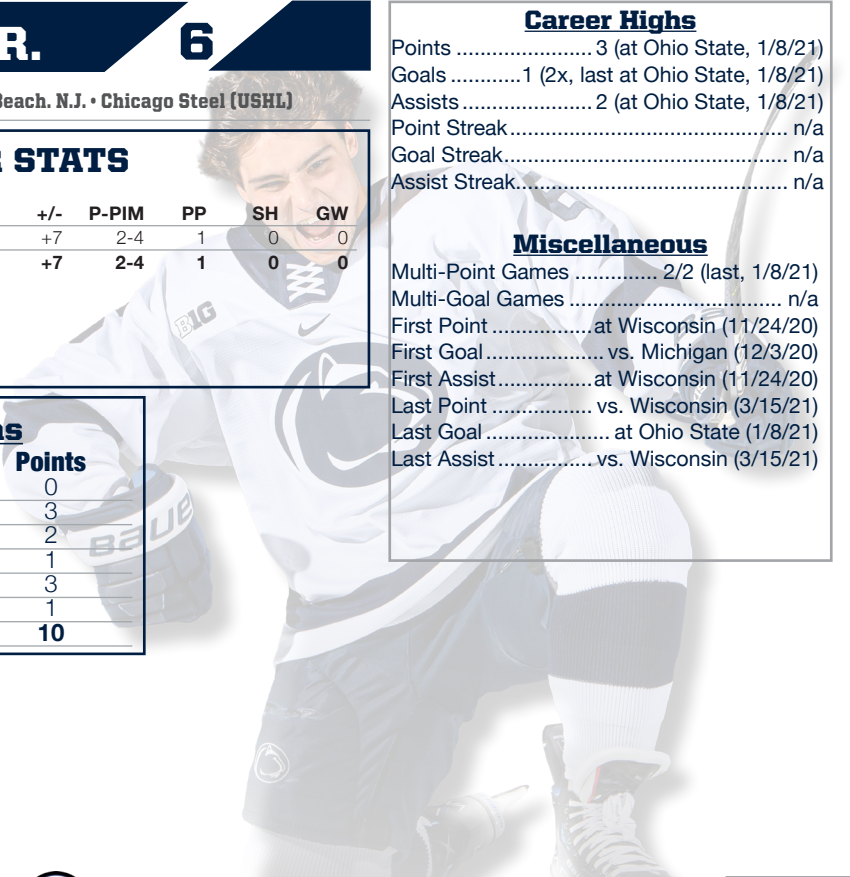 R. 6
Beach. N.J. • Chicago Steel (USHL)
STATS
+/- P-PIM PP SH GW
+7 2-4 1 0 0
+7 2-4 1 0 0
Points
0
3
2
1
3
1
10
Career Highs
Points ...................... 3 (at Ohio State, 1/8/21)
Goals ............1 (2x, last at Ohio State, 1/8/21)
Assists ..................... 2 (at Ohio State, 1/8/21)
Point Streak ............................................. n/a
Goal Streak.............................................. n/a
Assist Streak............................................ n/a
Miscellaneous
Multi-Point Games ............. 2/2 (last, 1/8/21)
Multi-Goal Games ................................... n/a
First Point .................at Wisconsin (11/24/20)
First Goal ................... vs. Michigan (12/3/20)
First Assist ................at Wisconsin (11/24/20)
Last Point ................. vs. Wisconsin (3/15/21)
Last Goal .................... at Ohio State (1/8/21)
Last Assist ................ vs. Wisconsin (3/15/21)
B1G
BAUE